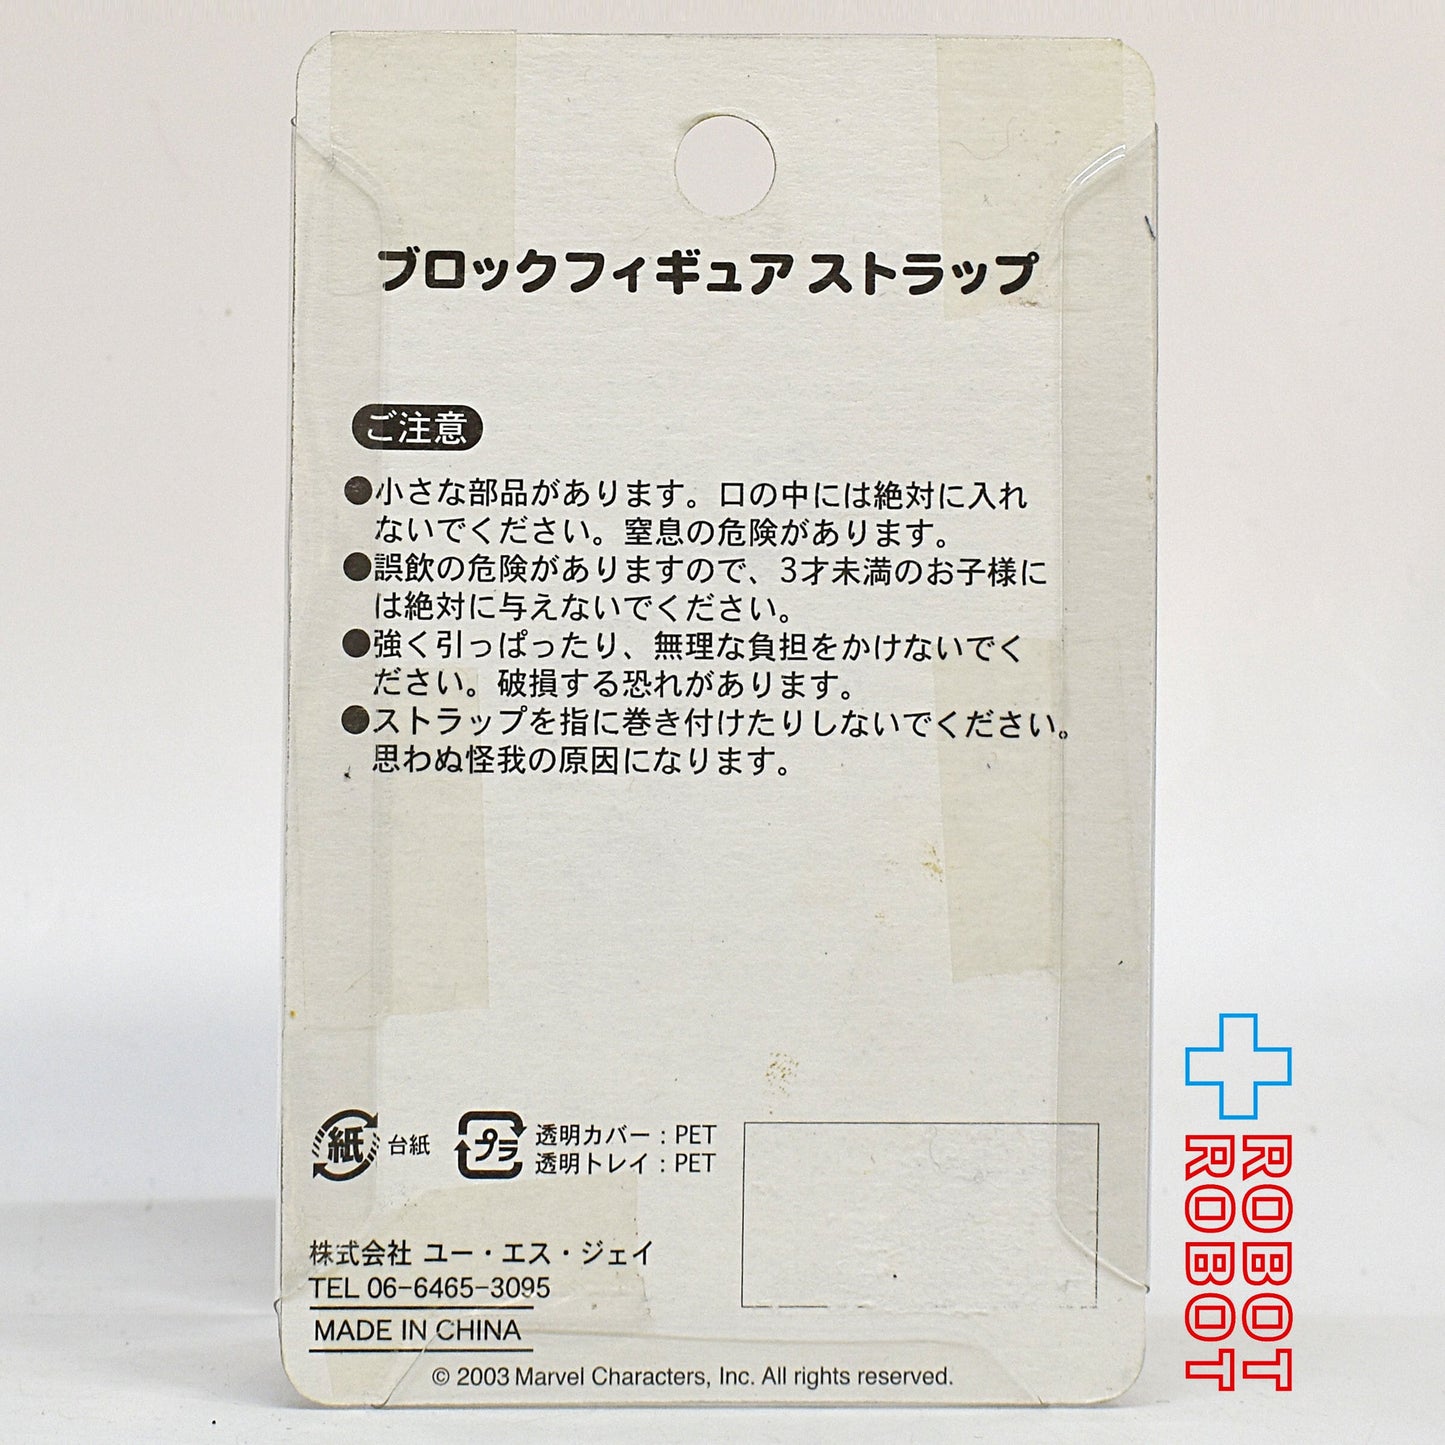 ブロックフィギュア ストラップ
ご注意
●小さな部品があります。口の中には絶対に入れ
ないでください。窒息の危険があります。
●誤飲の危険がありますので、3才未満のお子様に
は絶対に与えないでください。
●強く引っぱったり、無理な負担をかけないでく
ださい。破損する恐れがあります。
●ストラップを指に巻き付けたりしないでください。
思わぬ怪我の原因になります。
紙 台紙
プラ 透明カバー：PET
透明トレイ：PET
株式会社 ユー・エス・ジェイ
TEL 06-6465-3095
MADE IN CHINA
© 2003 Marvel Characters, Inc. All rights reserved.
ROBOT
ROBOT